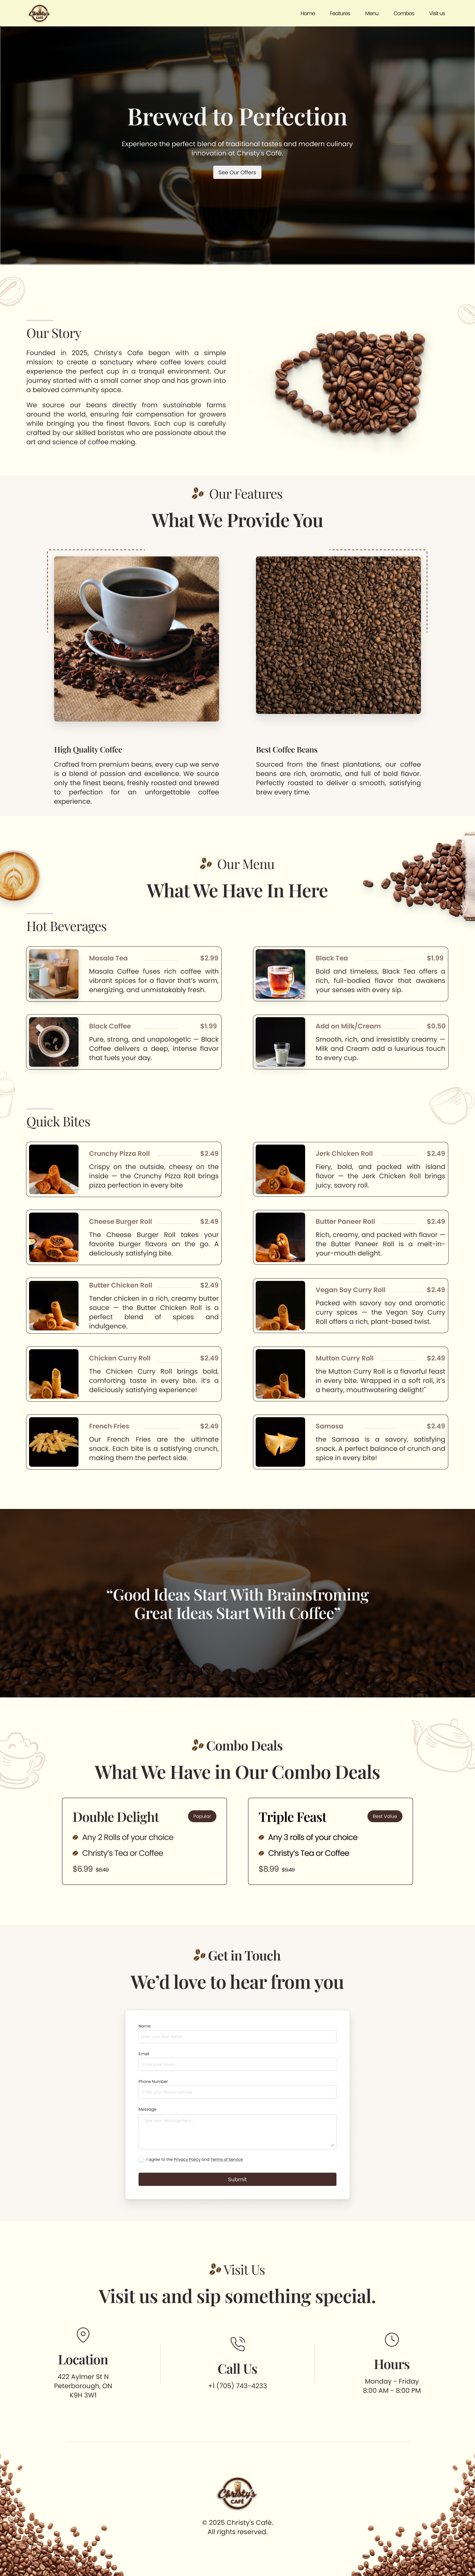 Christy's
CAFÉ
Home Features Menu Combos Visit us
Brewed to Perfection
Experience the perfect blend of traditional tastes and modern culinary
innovation at Christy's Café.
See Our Offers
Our Story
Founded in 2025, Christy's Cafe began with a simple
mission: to create a sanctuary where coffee lovers could
experience the perfect cup in a tranquil environment. Our
journey started with a small corner shop and has grown into
a beloved community space.
We source our beans directly from sustainable farms
around the world, ensuring fair compensation for growers
while bringing you the finest flavors. Each cup is carefully
crafted by our skilled baristas who are passionate about the
art and science of coffee making.
Our Features
What We Provide You
High Quality Coffee
Crafted from premium beans, every cup we serve
is a blend of passion and excellence. We source
only the finest beans, freshly roasted and brewed
to perfection for an unforgettable coffee
experience.
Best Coffee Beans
Sourced from the finest plantations, our coffee
beans are rich, aromatic, and full of bold flavor.
Perfectly roasted to deliver a smooth, satisfying
brew every time.
Our Menu
What We Have In Here
Hot Beverages
Masala Tea $2.99
Masala Coffee fuses rich coffee with
vibrant spices for a flavor that's warm,
energizing, and unmistakably fresh.
Black Tea $1.99
Bold and timeless, Black Tea offers a
rich, full-bodied flavor that awakens
your senses with every sip.
Black Coffee $1.99
Pure, strong, and unapologetic — Black
Coffee delivers a deep, intense flavor
that fuels your day.
Add on Milk/Cream $0.50
Smooth, rich, and irresistibly creamy —
Milk and Cream add a luxurious touch
to every cup.
Quick Bites
Crunchy Pizza Roll $2.49
Crispy on the outside, cheesy on the
inside — the Crunchy Pizza Roll brings
pizza perfection in every bite
Jerk Chicken Roll $2.49
Fiery, bold, and packed with island
flavor — the Jerk Chicken Roll brings
juicy, savory roll.
Cheese Burger Roll $2.49
The Cheese Burger Roll takes your
favorite burger flavors on the go. A
deliciously satisfying bite.
Butter Paneer Roll $2.49
Rich, creamy, and packed with flavor —
the Butter Paneer Roll is a melt-in-
your-mouth delight.
Butter Chicken Roll $2.49
Tender chicken in a rich, creamy butter
sauce — the Butter Chicken Roll is a
perfect blend of spices and
indulgence.
Vegan Soy Curry Roll $2.49
Packed with savory soy and aromatic
curry spices — the Vegan Soy Curry
Roll offers a rich, plant-based twist.
Chicken Curry Roll $2.49
The Chicken Curry Roll brings bold,
comforting taste in every bite, it's a
deliciously satisfying experience!
Mutton Curry Roll $2.49
the Mutton Curry Roll is a flavorful feast
in every bite. Wrapped in a soft roll, it's
a hearty, mouthwatering delight!"
French Fries $2.49
Our French Fries are the ultimate
snack. Each bite is a satisfying crunch,
making them the perfect side.
Samosa $2.49
the Samosa is a savory, satisfying
snack. A perfect balance of crunch and
spice in every bite!
“Good Ideas Start With Brainstroming
Great Ideas Start With Coffee”
Combo Deals
What We Have in Our Combo Deals
Double Delight Popular
Any 2 Rolls of your choice
Christy's Tea or Coffee
$6.99 $8.49
Triple Feast Best Value
Any 3 rolls of your choice
Christy's Tea or Coffee
$8.99 $9.49
Get in Touch
We'd love to hear from you
Name
Email
Phone Number
Message
I agree to the Privacy Policy and Terms of Service
Submit
Visit Us
Visit us and sip something special.
Location
422 Aylmer St N
Peterborough, ON
K9H 3W1
Call Us
+1 (705) 743-4233
Hours
Monday - Friday
8:00 AM - 8:00 PM
Christy's
CAFÉ
© 2025 Christy's Café.
All rights reserved.